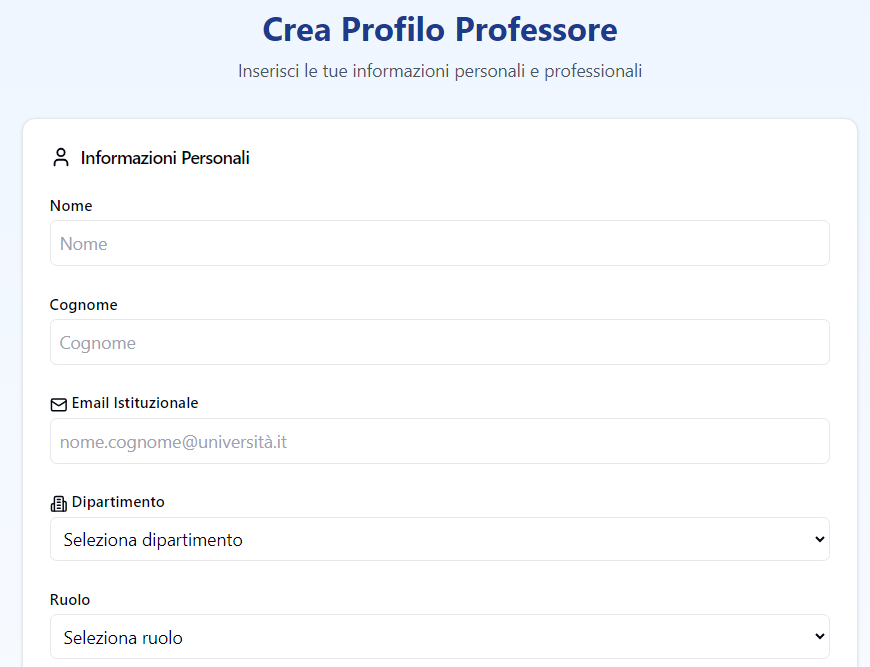 Crea Profilo Professore
Inserisci le tue informazioni personali e professionali
Informazioni Personali
Nome
Nome
Cognome
Cognome
Email Istituzionale
nome.cognome@università.it
Dipartimento
Seleziona dipartimento
Ruolo
Seleziona ruolo